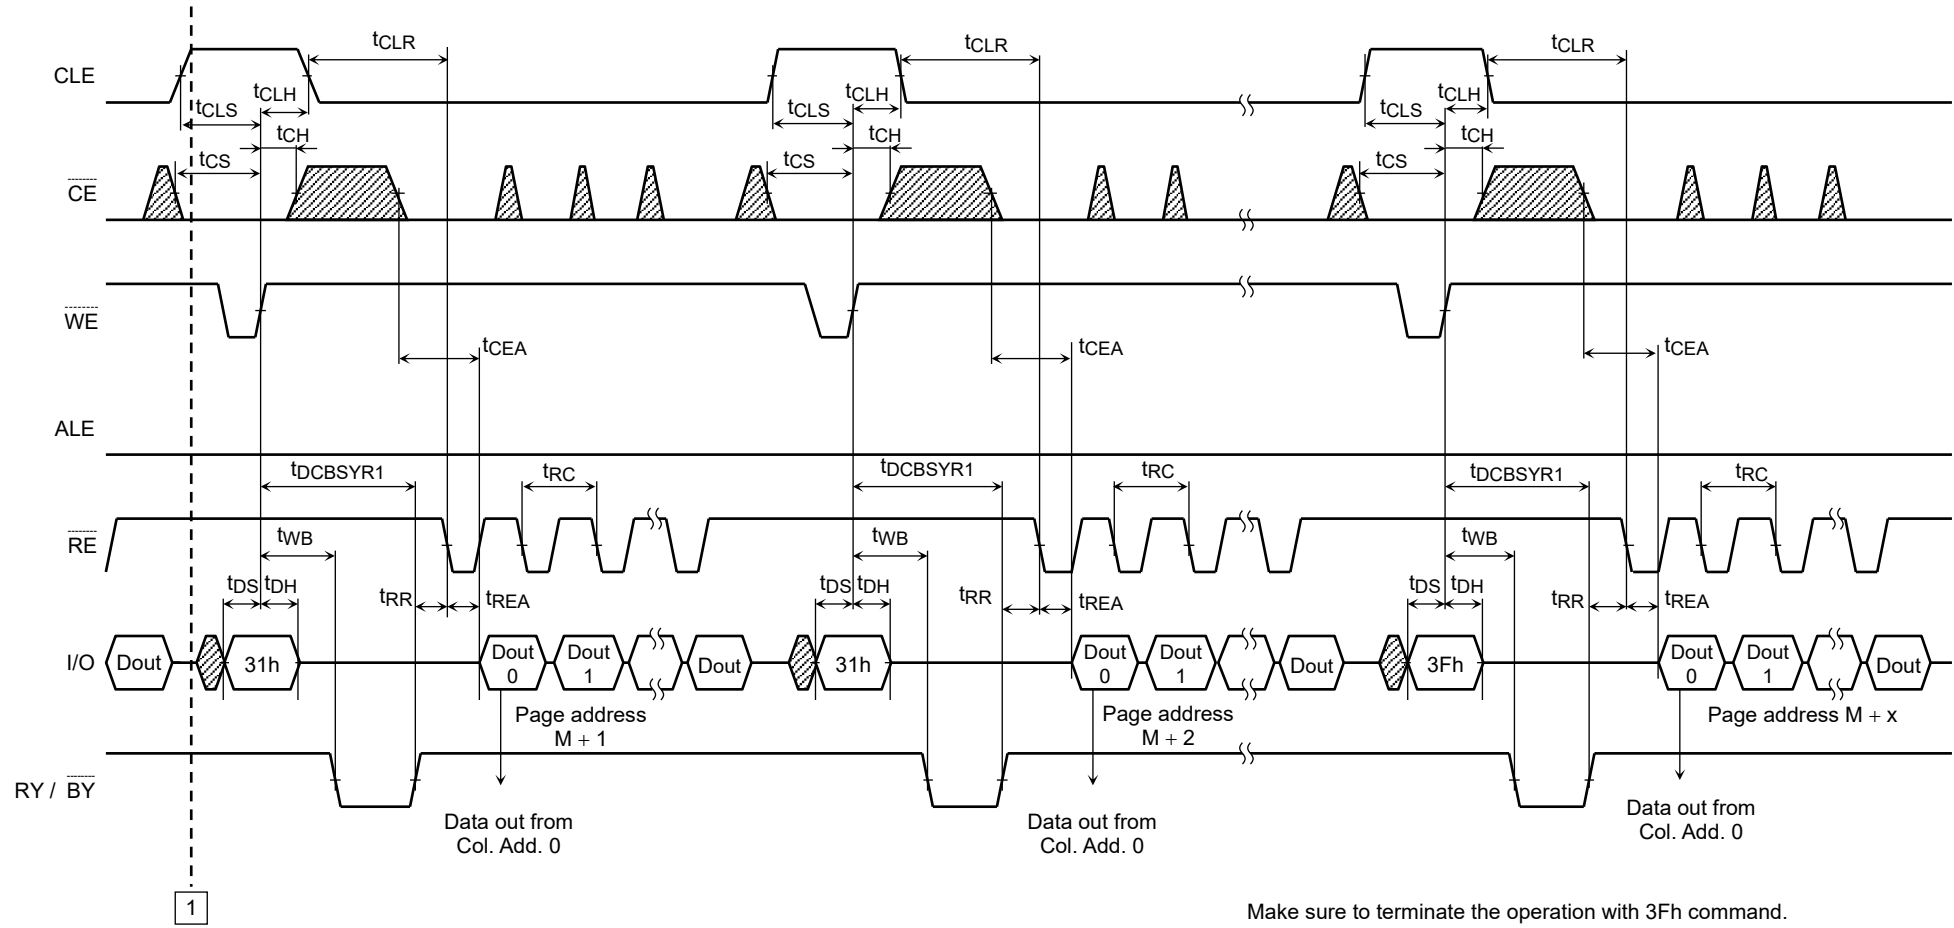 tCLR tCLR tCLR
CLE
tCLH tCLH tCLH
tCLS tCLS tCLS
tCH tCH tCH
tCS tCS tCS
CE
WE
tCEA tCEA tCEA
ALE
tDCBSYR1 tRC tDCBSYR1 tRC tDCBSYR1 tRC
RE
tWB tWB tWB
tDS tDH tDS tDH tDS tDH
tRR tREA tRR tREA tRR tREA
I/O Dout 31h Dout 0 Dout 1 Dout 31h Dout 0 Dout 1 Dout 3Fh Dout 0 Dout 1 Dout
Page address
M + 1
Page address
M + 2
Page address M + x
RY / BY
Data out from
Col. Add. 0
Data out from
Col. Add. 0
Data out from
Col. Add. 0
1
Make sure to terminate the operation with 3Fh command.